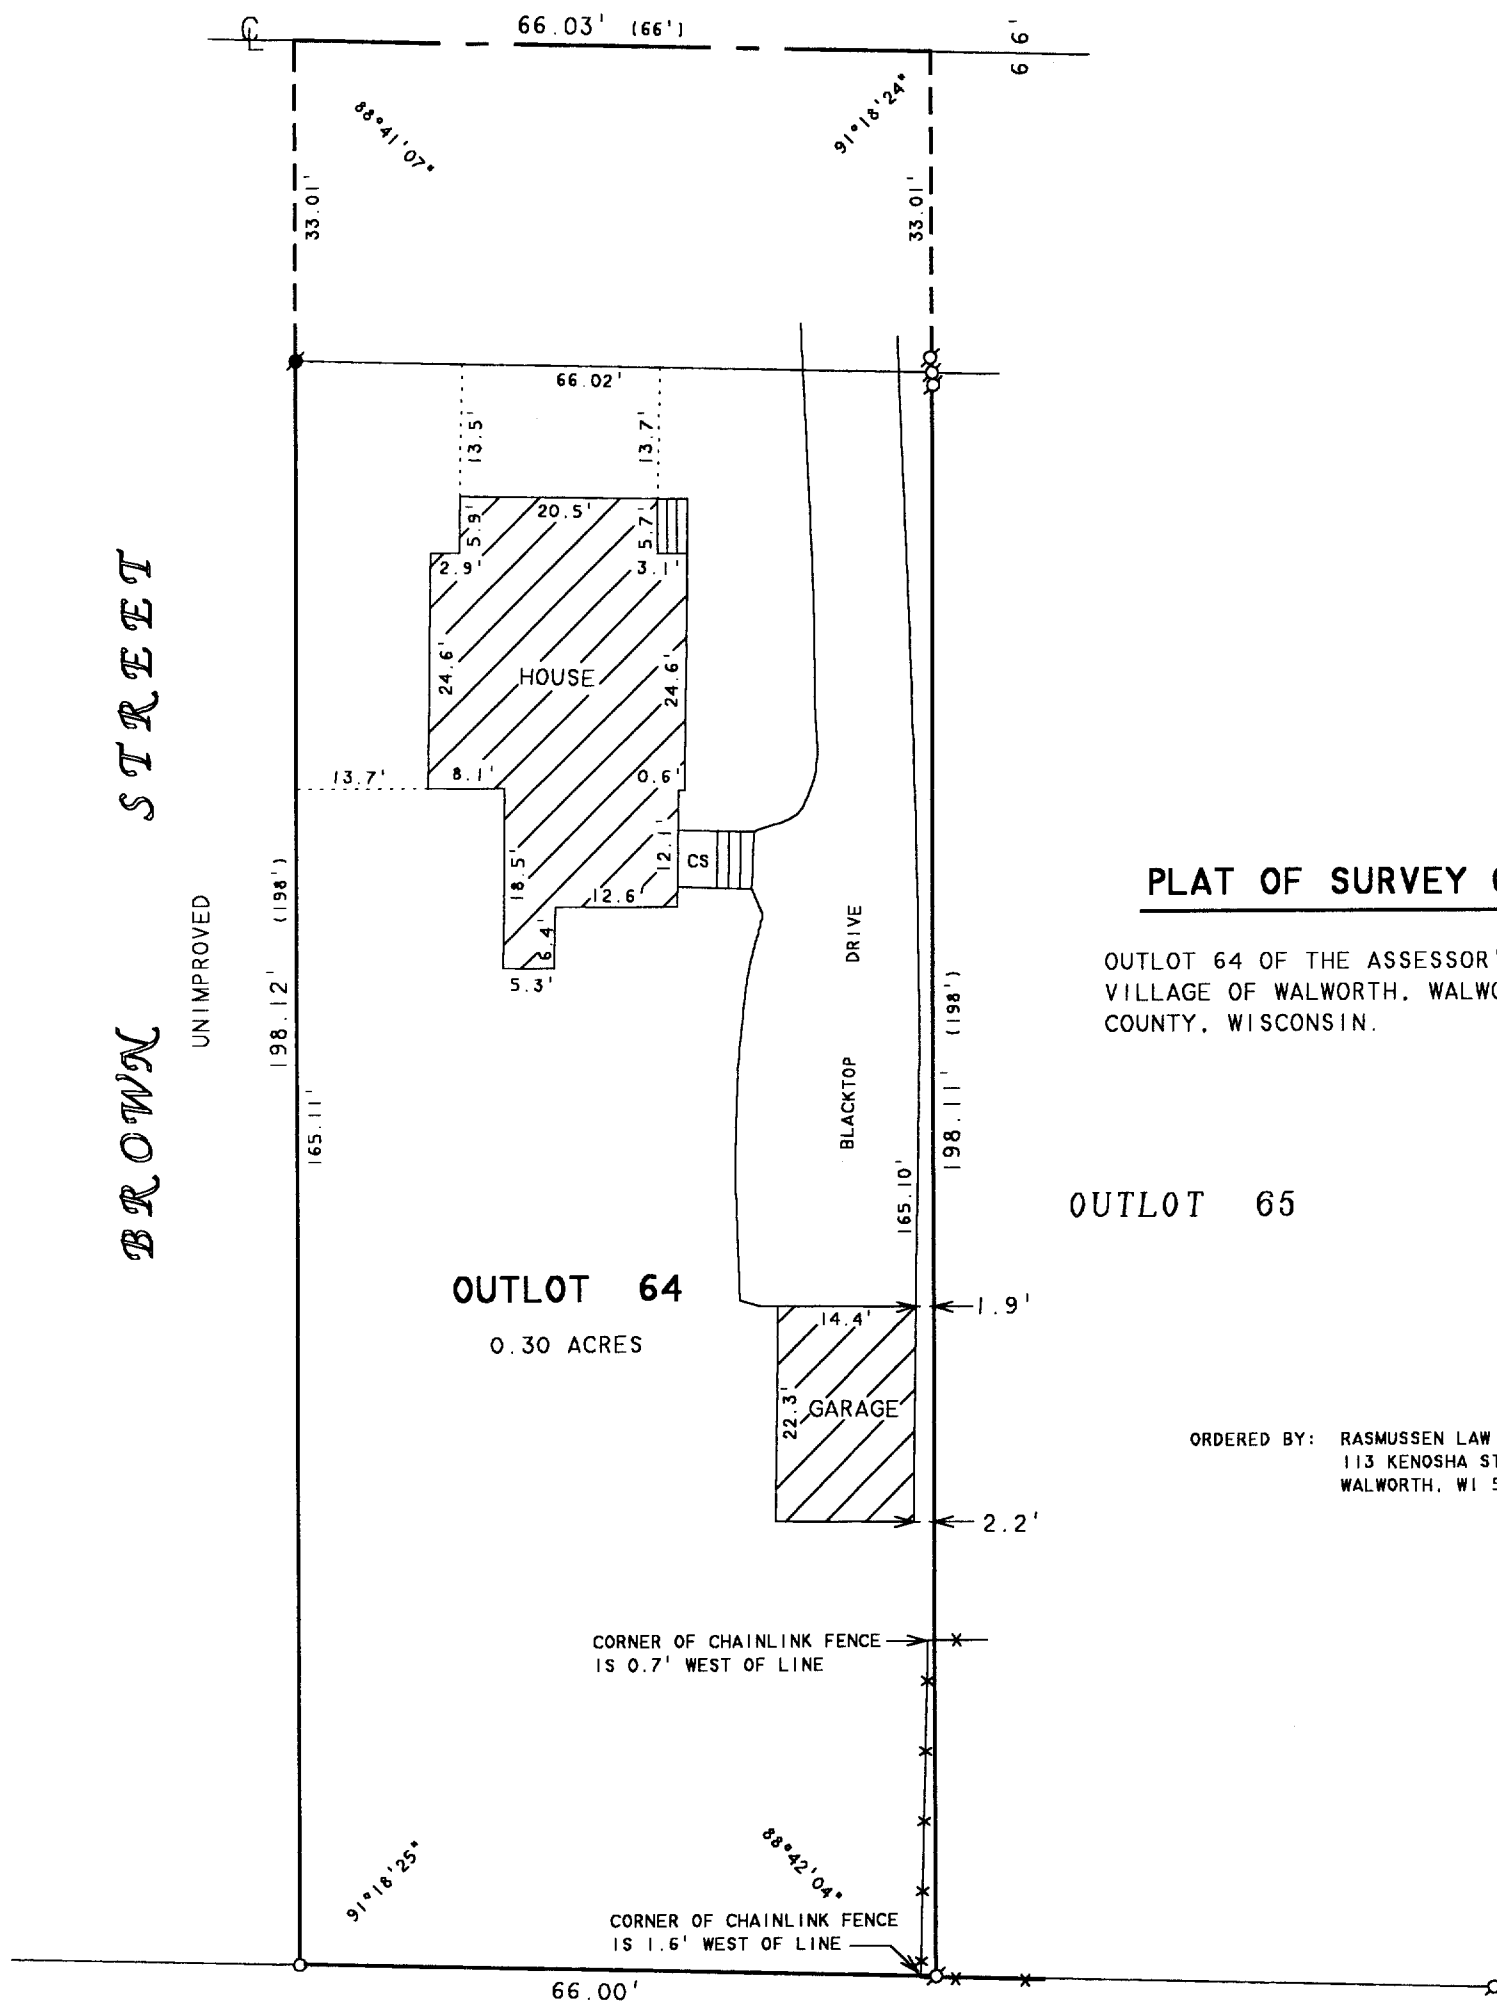 66.03' (66')
66'
88°41'07"
91°18'24"
33.01'
33.01'
66.02'
13.5'
13.7'
20.5'
5.9'
5.7'
2.9'
3.1'
24.6'
HOUSE
24.6'
13.7'
8.1'
0.6'
18.5'
12.1'
CS
12.6'
6.4'
5.3'
BROWN STREET
UNIMPROVED
198.12' (198')
165.11'
BLACKTOP DRIVE
198.11' (198')
165.10'
PLAT OF SURVEY
OUTLOT 64 OF THE ASSESSOR'
VILLAGE OF WALWORTH, WALWO
COUNTY, WISCONSIN.
OUTLOT 65
OUTLOT 64
0.30 ACRES
1.9'
14.4'
22.3'
GARAGE
2.2'
ORDERED BY: RASMUSSEN LAW
113 KENOSHA ST
WALWORTH, WI 5
CORNER OF CHAINLINK FENCE
IS 0.7' WEST OF LINE
91°18'25"
88°42'04"
CORNER OF CHAINLINK FENCE
IS 1.6' WEST OF LINE
66.00'